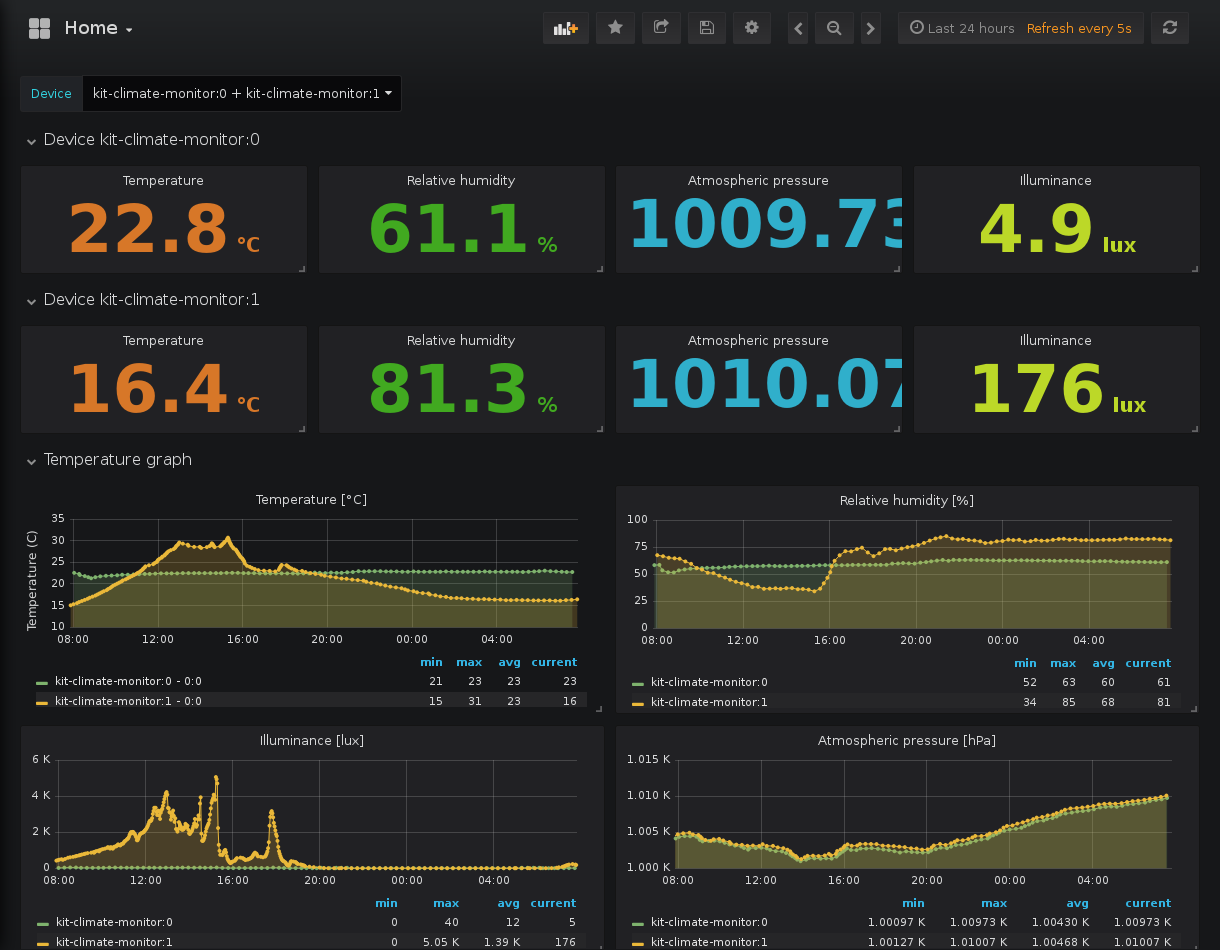 Home
Last 24 hours Refresh every 5s
Device kit-climate-monitor:0 + kit-climate-monitor:1
Device kit-climate-monitor:0
Temperature Relative humidity Atmospheric pressure Illuminance
22.8 °C 61.1 % 1009.73 4.9 lux
Device kit-climate-monitor:1
Temperature Relative humidity Atmospheric pressure Illuminance
16.4 °C 81.3 % 1010.07 176 lux
Temperature graph
Temperature [°C]
Temperature (C)
35
30
25
20
15
10
08:00 12:00 16:00 20:00 00:00 04:00
min max avg current
kit-climate-monitor:0 - 0:0 21 23 23 23
kit-climate-monitor:1 - 0:0 15 31 23 16
Relative humidity [%]
100
75
50
25
0
08:00 12:00 16:00 20:00 00:00 04:00
min max avg current
kit-climate-monitor:0 52 63 60 61
kit-climate-monitor:1 34 85 68 81
Illuminance [lux]
6 K
4 K
2 K
0
08:00 12:00 16:00 20:00 00:00 04:00
min max avg current
kit-climate-monitor:0 0 40 12 5
kit-climate-monitor:1 0 5.05 K 1.39 K 176
Atmospheric pressure [hPa]
1.015 K
1.010 K
1.005 K
1.000 K
08:00 12:00 16:00 20:00 00:00 04:00
min max avg current
kit-climate-monitor:0 1.00097 K 1.00973 K 1.00430 K 1.00973 K
kit-climate-monitor:1 1.00127 K 1.01007 K 1.00468 K 1.01007 K